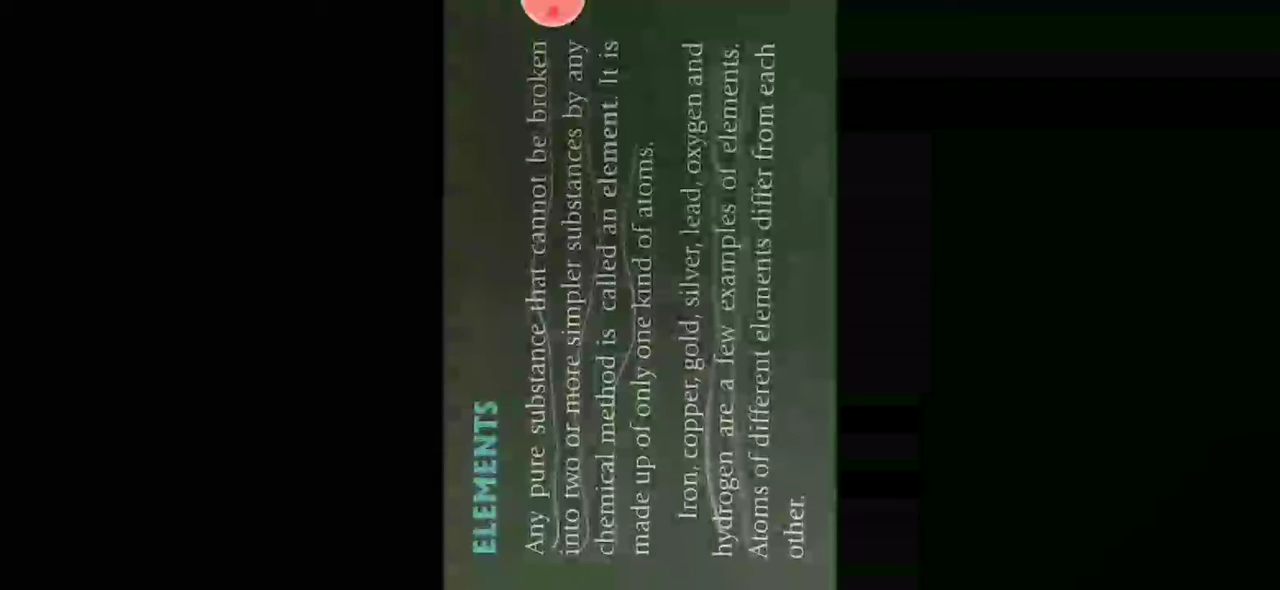 ELEMENTS
Any pure substance that cannot be broken
into two or more simpler substances by any
chemical method is called an element. It is
made up of only one kind of atoms.
Iron, copper, gold, silver, lead, oxygen and
hydrogen are a few examples of elements.
Atoms of different elements differ from each
other.